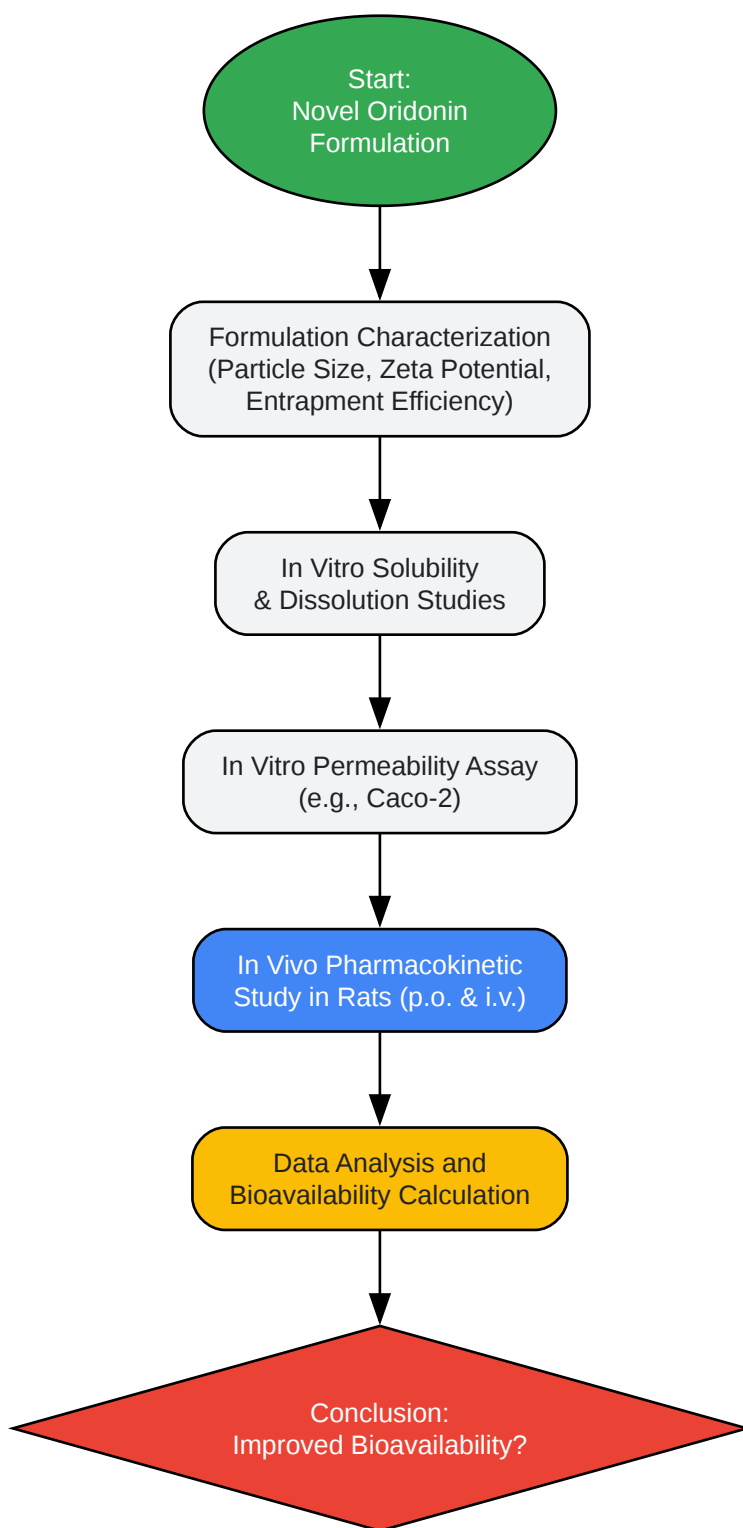 Start:
Novel Oridonin
Formulation
Formulation Characterization
(Particle Size, Zeta Potential,
Entrapment Efficiency)
In Vitro Solubility
& Dissolution Studies
In Vitro Permeability Assay
(e.g., Caco-2)
In Vivo Pharmacokinetic
Study in Rats (p.o. & i.v.)
Data Analysis and
Bioavailability Calculation
Conclusion:
Improved Bioavailability?